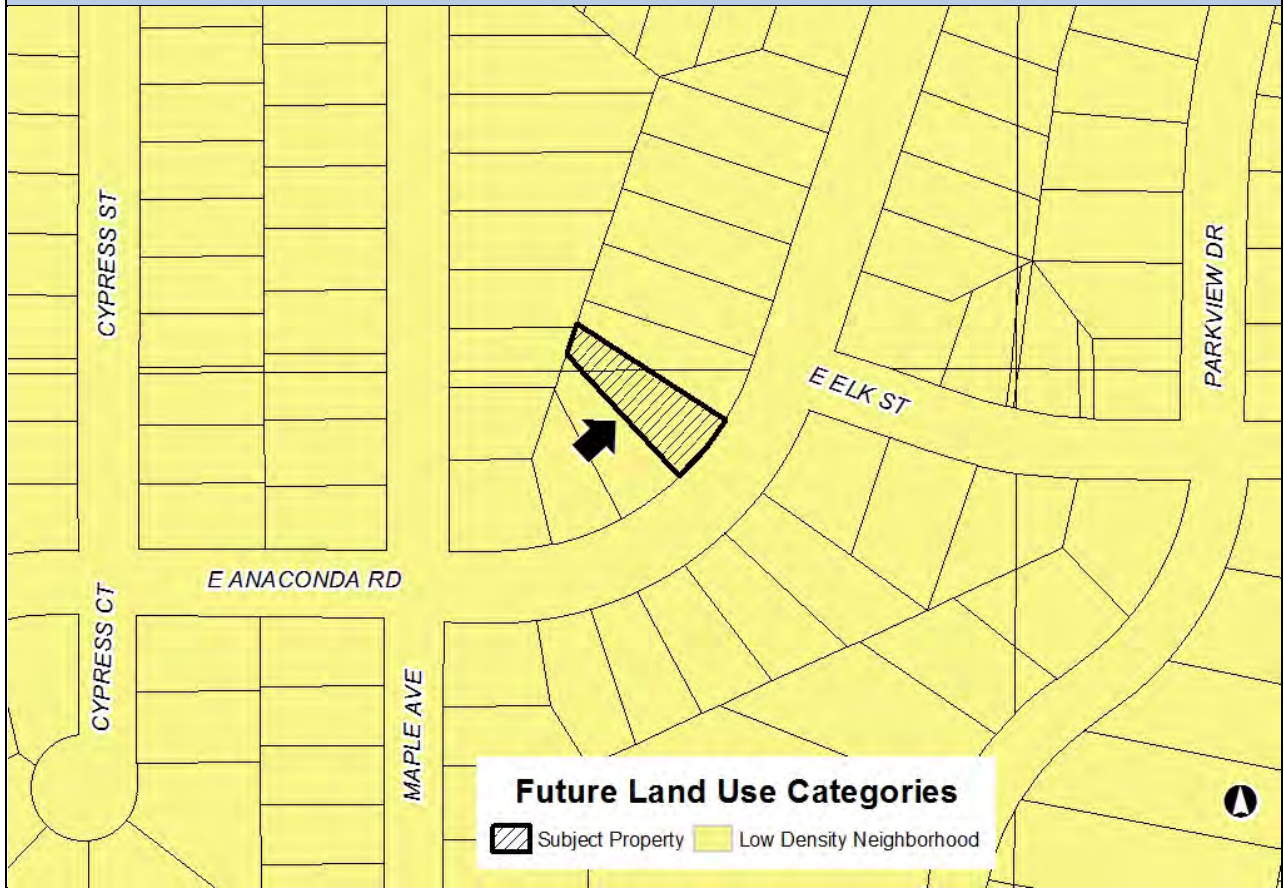 CYPRESS ST
PARKVIEW DR
E ELK ST
E ANACONDA RD
CYPRESS CT
MAPLE AVE
Future Land Use Categories
Subject Property
Low Density Neighborhood